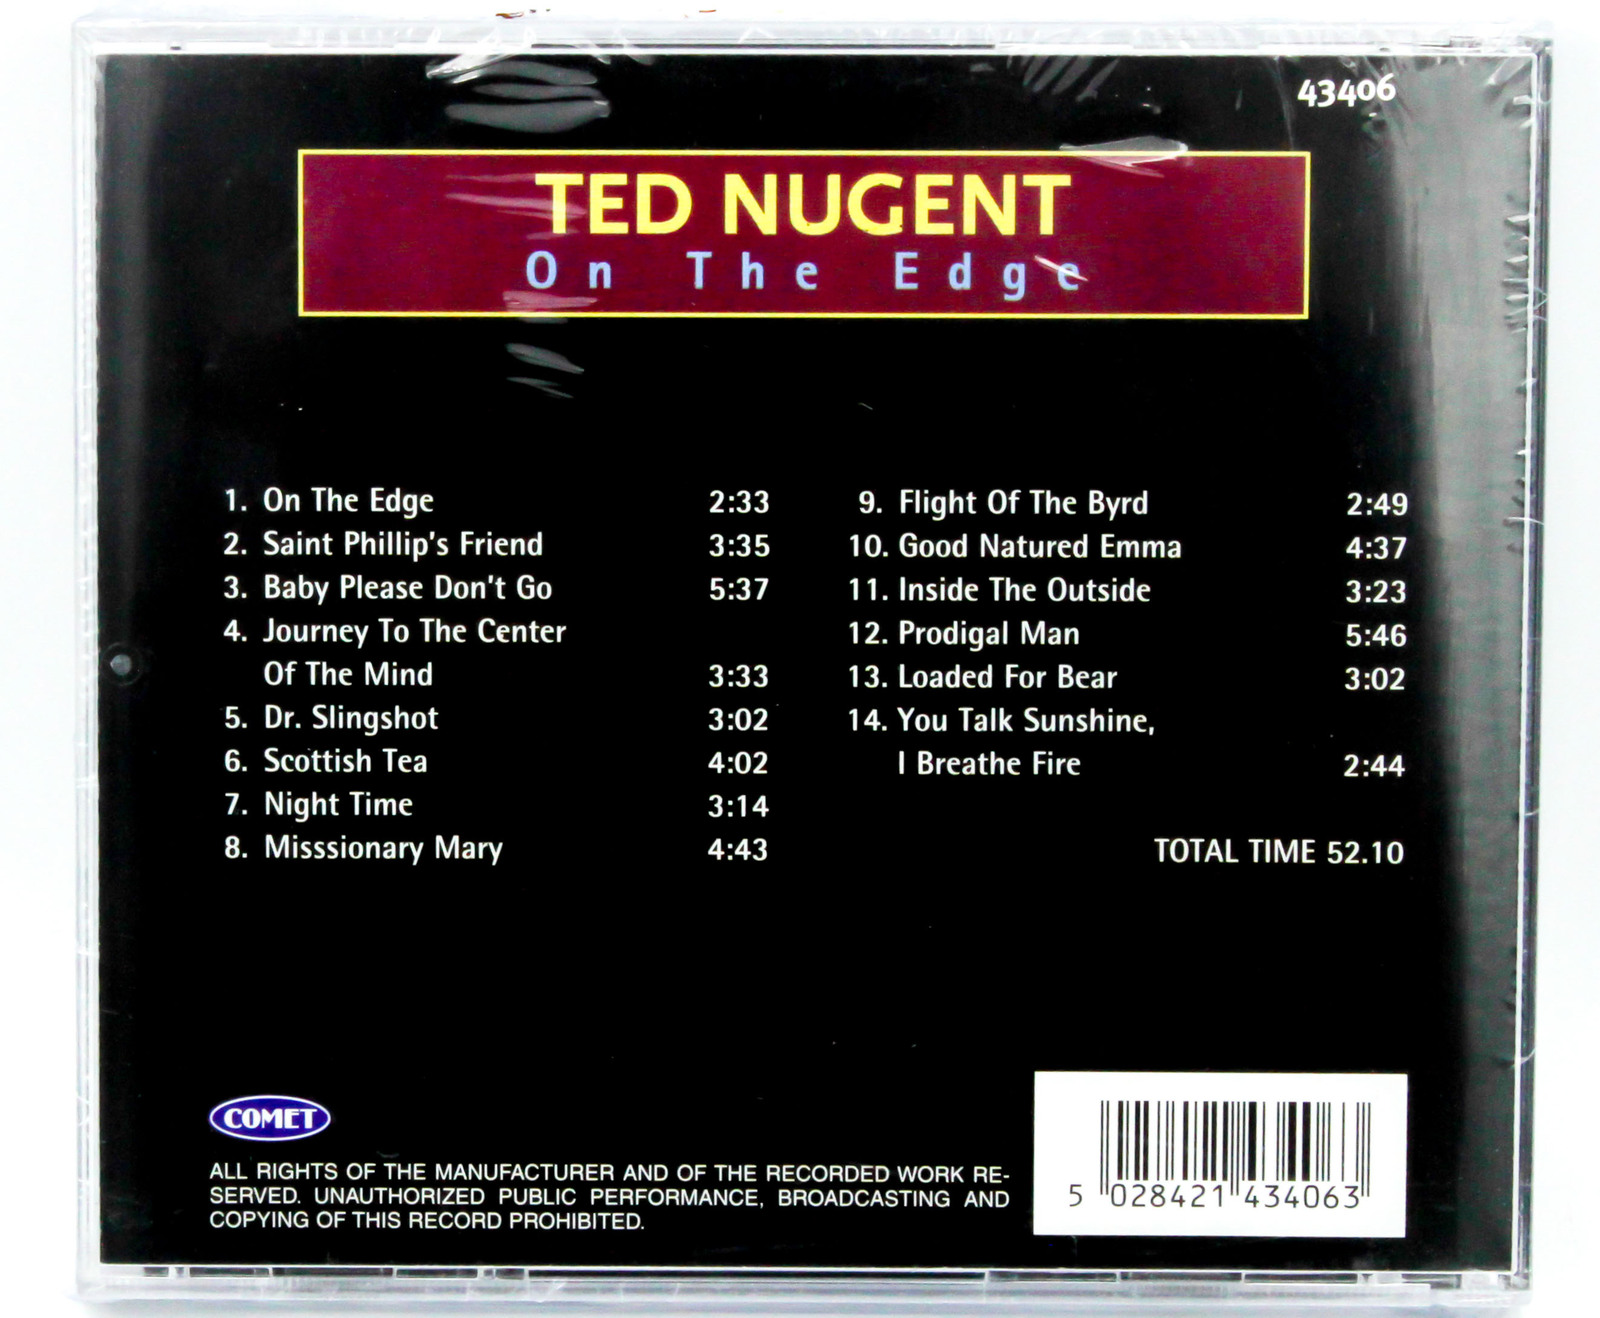 43406
TED NUGENT
On The Edge
1. On The Edge 2:33
2. Saint Phillip's Friend 3:35
3. Baby Please Don't Go 5:37
4. Journey To The Center
Of The Mind 3:33
5. Dr. Slingshot 3:02
6. Scottish Tea 4:02
7. Night Time 3:14
8. Misssionary Mary 4:43
9. Flight Of The Byrd 2:49
10. Good Natured Emma 4:37
11. Inside The Outside 3:23
12. Prodigal Man 5:46
13. Loaded For Bear 3:02
14. You Talk Sunshine,
I Breathe Fire 2:44
TOTAL TIME 52.10
COMET
ALL RIGHTS OF THE MANUFACTURER AND OF THE RECORDED WORK RE-
SERVED. UNAUTHORIZED PUBLIC PERFORMANCE, BROADCASTING AND
COPYING OF THIS RECORD PROHIBITED.
5 028421 434063